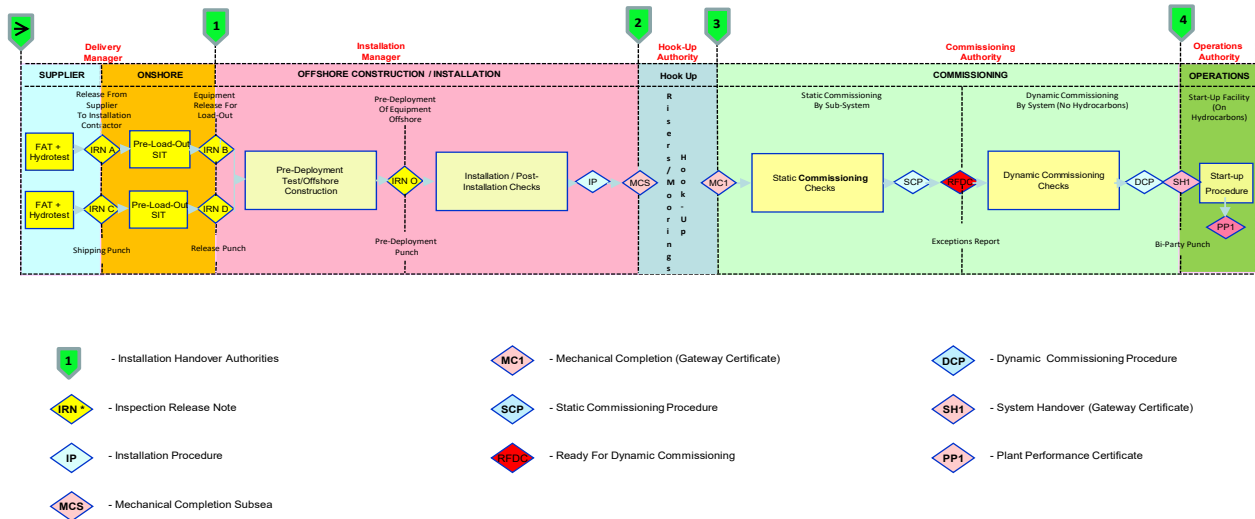 1
2
3
4
Delivery
Manager
Installation
Manager
Hook-Up
Authority
Commissioning
Authority
Operations
Authority
SUPPLIER
ONSHORE
OFFSHORE CONSTRUCTION / INSTALLATION
Hook Up
COMMISSIONING
OPERATIONS
Release From
Supplier
To Installation
Contractor
Equipment
Release For
Load-Out
Pre-Deployment
Of Equipment
Offshore
Risers/Moorings
Hook-Up
Static Commissioning
By Sub-System
Dynamic Commissioning
By System (No Hydrocarbons)
Start-Up Facility
(On
Hydrocarbons)
FAT +
Hydrotest
IRN A
Pre-Load-Out
SIT
IRN B
Pre-Deployment
Test/Offshore
Construction
IRN O
Installation / Post-
Installation Checks
IP
MCS
MC1
Static Commissioning
Checks
SCP
RFDC
Dynamic Commissioning
Checks
DCP
SH1
Start-up
Procedure
PP1
FAT +
Hydrotest
IRN C
Pre-Load-Out
SIT
IRN D
Shipping Punch
Release Punch
Pre-Deployment
Punch
Exceptions Report
Bi-Party Punch
1 - Installation Handover Authorities
IRN * - Inspection Release Note
IP - Installation Procedure
MCS - Mechanical Completion Subsea
MC1 - Mechanical Completion (Gateway Certificate)
SCP - Static Commissioning Procedure
RFDC - Ready For Dynamic Commissioning
DCP - Dynamic Commissioning Procedure
SH1 - System Handover (Gateway Certificate)
PP1 - Plant Performance Certificate